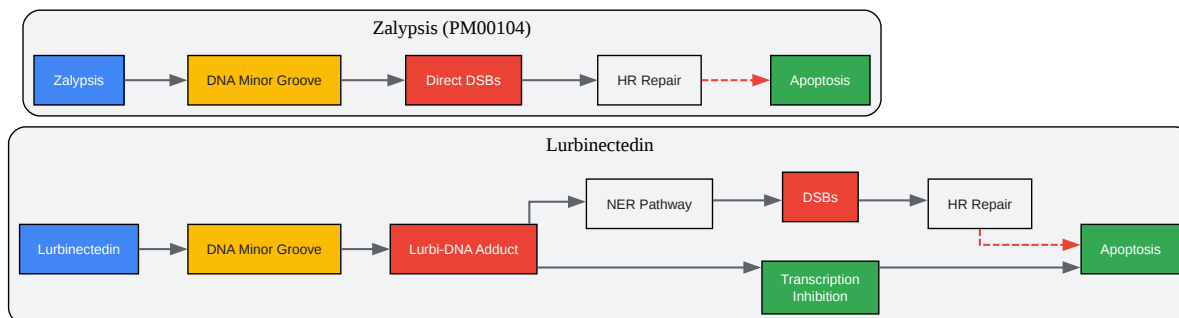 Zalypsis (PM00104)
Zalypsis
DNA Minor Groove
Direct DSBs
HR Repair
Apoptosis
Lurbinectedin
Lurbinectedin
DNA Minor Groove
Lurbi-DNA Adduct
NER Pathway
DSBs
HR Repair
Transcription
Inhibition
Apoptosis